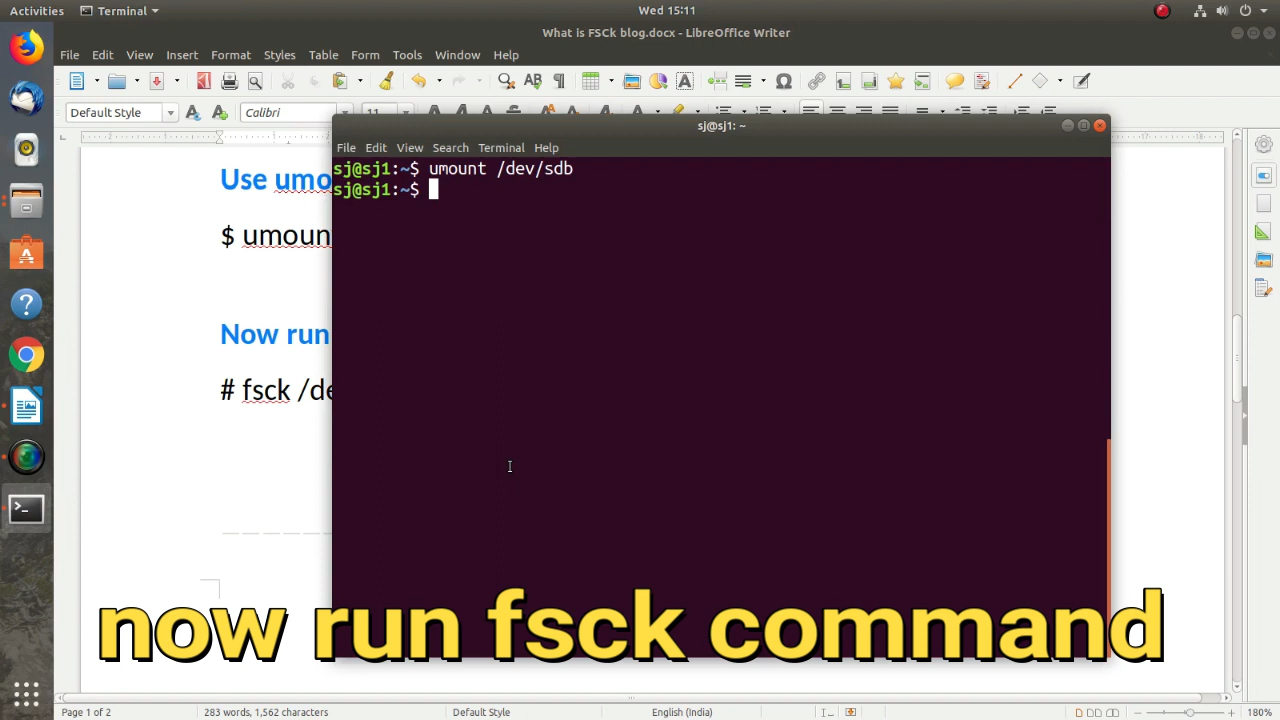 Activities Terminal Wed 15:11
What is FSCk blog.docx - LibreOffice Writer
File Edit View Insert Format Styles Table Form Tools Window Help
Default Style Calibri 11
sj@sj1: ~
File Edit View Search Terminal Help
sj@sj1:~$ umount /dev/sdb
sj@sj1:~$
Use umou
$ umount
Now run
# fsck /de
now run fsck command
Page 1 of 2 283 words, 1,562 characters Default Style English (India) 180%